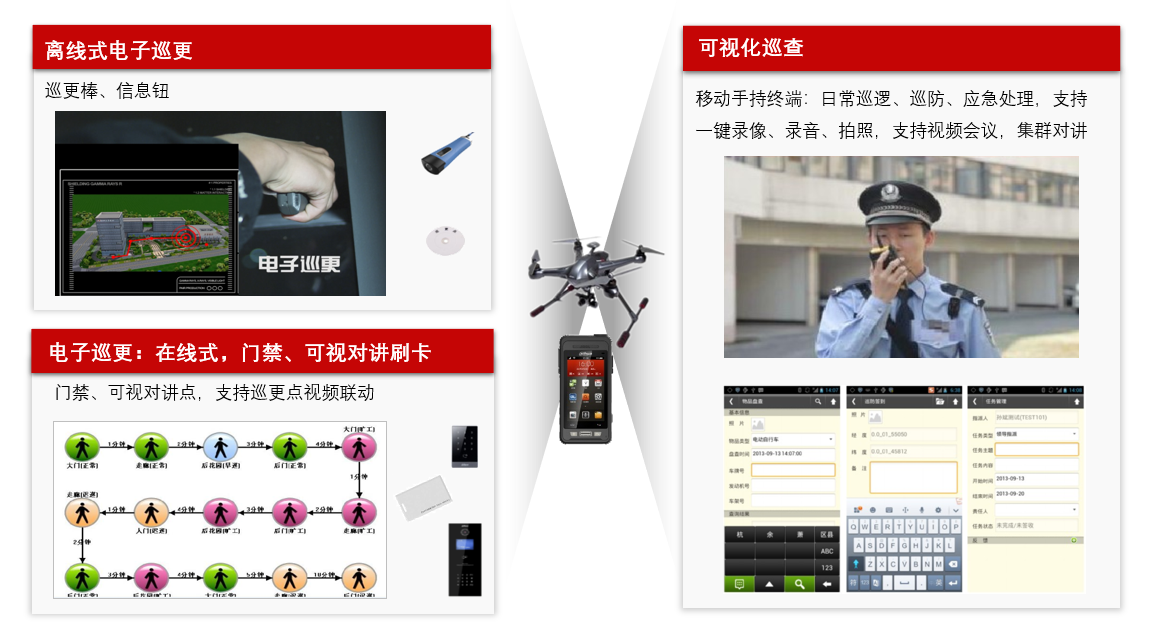 离线式电子巡更
巡更棒、信息钮
电子巡更
电子巡更：在线式，门禁、可视对讲刷卡
门禁、可视对讲点，支持巡更点视频联动
大门(旷工)
1分钟
2分钟
3分钟
4分钟
大门(正常)
走廊(正常)
后花园(早退)
后门(正常)
1分钟
走廊(迟到)
1分钟
4分钟
3分钟
2分钟
大门(迟到)
后花园(旷工)
后门(旷工)
走廊(旷工)
2分钟
3分钟
4分钟
5分钟
10分钟
后门(正常)
后花园(旷工)
大门(正常)
走廊(迟到)
后门(迟到)
可视化巡查
移动手持终端：日常巡逻、巡防、应急处理，支持
一键录像、录音、拍照，支持视频会议，集群对讲
物品盘查
基本信息
照 片
物品类型 电动自行车
盘查时间 2013-09-13 14:07:00
车牌号
发动机号
车架号
查询结果
杭 余 萧 区县
ABC
123
出防签到
照 片
经 度 0.0_01_55050
纬 度 0.0_01_45812
备 注
Q W E R T Y U I O P
A S D F G H J K L
Z X C V B N M
符 123 英
任务管理
指派人 孙斌测试(TEST101)
任务类型 领导指派
任务主题
任务内容
开始时间 2013-09-13
结束时间 2013-09-20
责任人
任务状态 未完成/未签收